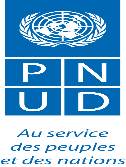 P N
U D
Au service
des peuples
et des nations